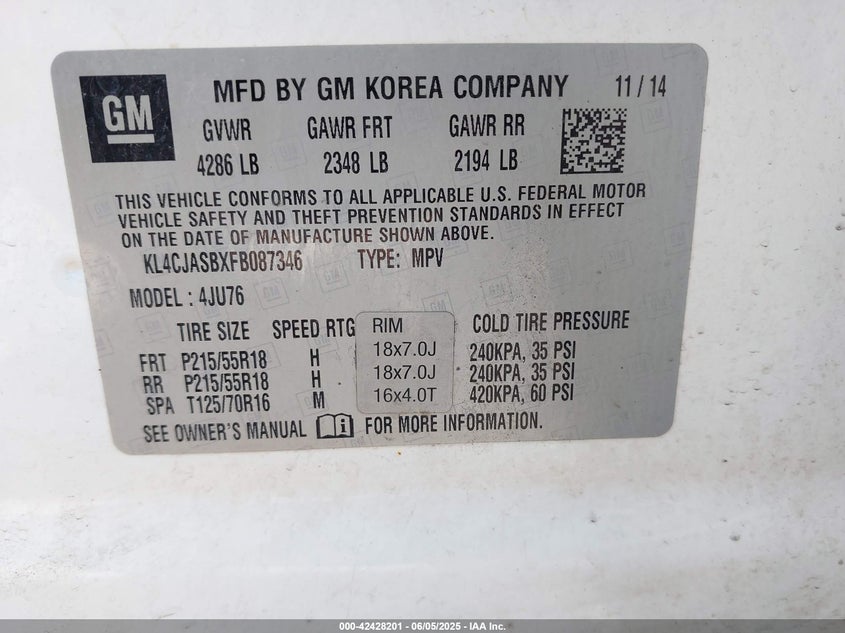 GM
MFD BY GM KOREA COMPANY 11 / 14
GVWR GAWR FRT GAWR RR
4286 LB 2348 LB 2194 LB
THIS VEHICLE CONFORMS TO ALL APPLICABLE U.S. FEDERAL MOTOR
VEHICLE SAFETY AND THEFT PREVENTION STANDARDS IN EFFECT
ON THE DATE OF MANUFACTURE SHOWN ABOVE.
KL4CJASBXFB087346 TYPE: MPV
MODEL : 4JU76
TIRE SIZE SPEED RTG RIM COLD TIRE PRESSURE
FRT P215/55R18 H 18x7.0J 240KPA, 35 PSI
RR P215/55R18 H 18x7.0J 240KPA, 35 PSI
SPA T125/70R16 M 16x4.0T 420KPA, 60 PSI
SEE OWNER'S MANUAL i FOR MORE INFORMATION.
000-42428201 - 06/05/2025 - IAA Inc.